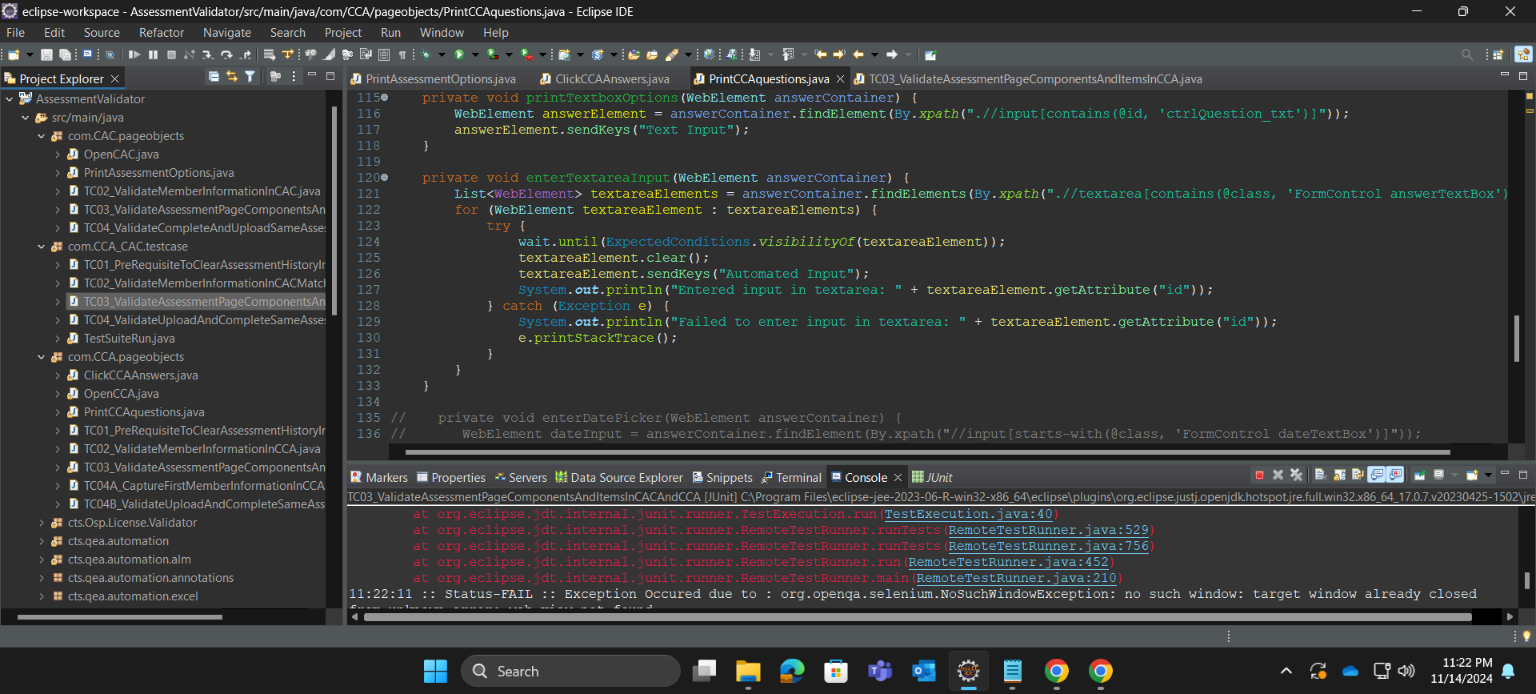 eclipse-workspace - AssessmentValidator/src/main/java/com/CCA/pageobjects/PrintCCAquestions.java - Eclipse IDE
File Edit Source Refactor Navigate Search Project Run Window Help
Project Explorer
PrintAssessmentOptions.java ClickCCAAnswers.java PrintCCAquestions.java TC03_ValidateAssessmentPageComponentsAndItemsInCCA.java
AssessmentValidator
src/main/java
com.CAC.pageobjects
OpenCAC.java
PrintAssessmentOptions.java
TC02_ValidateMemberInformationInCAC.java
TC03_ValidateAssessmentPageComponentsAn
TC04_ValidateCompleteAndUploadSameAsse
com.CCA_CAC.testcase
TC01_PreRequisiteToClearAssessmentHistoryIr
TC02_ValidateMemberInformationInCACMatcl
TC03_ValidateAssessmentPageComponentsAn
TC04_ValidateUploadAndCompleteSameAsse
TestSuiteRun.java
com.CCA.pageobjects
ClickCCAAnswers.java
OpenCCA.java
PrintCCAquestions.java
TC01_PreRequisiteToClearAssessmentHistoryIr
TC02_ValidateMemberInformationInCCA.java
TC03_ValidateAssessmentPageComponentsAn
TC04A_CaptureFirstMemberInformationInCCA
TC04B_ValidateUploadAndCompleteSameAss
cts.Osp.License.Validator
cts.qea.automation
cts.qea.automation.alm
cts.qea.automation.annotations
cts.qea.automation.excel
115 private void printTextboxOptions(WebElement answerContainer) {
116 WebElement answerElement = answerContainer.findElement(By.xpath(".//input[contains(@id, 'ctrlQuestion_txt')]"));
117 answerElement.sendKeys("Text Input");
118 }
119
120 private void enterTextareaInput(WebElement answerContainer) {
121 List<WebElement> textareaElements = answerContainer.findElements(By.xpath(".//textarea[contains(@class, 'FormControl answerTextBox')
122 for (WebElement textareaElement : textareaElements) {
123 try {
124 wait.until(ExpectedConditions.visibilityOf(textareaElement));
125 textareaElement.clear();
126 textareaElement.sendKeys("Automated Input");
127 System.out.println("Entered input in textarea: " + textareaElement.getAttribute("id"));
128 } catch (Exception e) {
129 System.out.println("Failed to enter input in textarea: " + textareaElement.getAttribute("id"));
130 e.printStackTrace();
131 }
132 }
133 }
134
135 // private void enterDatePicker(WebElement answerContainer) {
136 // WebElement dateInput = answerContainer.findElement(By.xpath("//input[starts-with(@class, 'FormControl dateTextBox')]"));
Markers Properties Servers Data Source Explorer Snippets Terminal Console JUnit
TC03_ValidateAssessmentPageComponentsAndItemsInCACAndCCA [JUnit] C:\Program Files\eclipse-jee-2023-06-R-win32-x86_64\eclipse\plugins\org.eclipse.justj.openjdk.hotspot.jre.full.win32.x86_64_17.0.7.v20230425-1502\jre
at org.eclipse.jdt.internal.junit.runner.TestExecution.run(TestExecution.java:40)
at org.eclipse.jdt.internal.junit.runner.RemoteTestRunner.runTests(RemoteTestRunner.java:529)
at org.eclipse.jdt.internal.junit.runner.RemoteTestRunner.runTests(RemoteTestRunner.java:756)
at org.eclipse.jdt.internal.junit.runner.RemoteTestRunner.run(RemoteTestRunner.java:452)
at org.eclipse.jdt.internal.junit.runner.RemoteTestRunner.main(RemoteTestRunner.java:210)
11:22:11 :: Status-FAIL :: Exception Occured due to : org.openqa.selenium.NoSuchWindowException: no such window: target window already closed
from unknown error: web view not found
Search
11:22 PM
11/14/2024